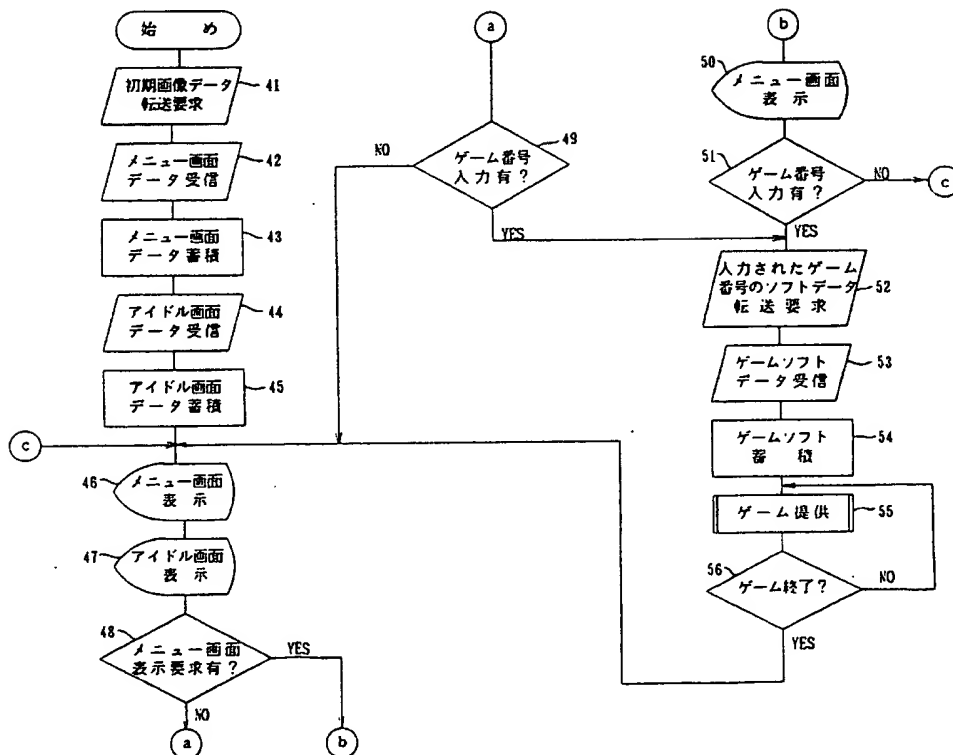 始 め
初期画像データ
転送要求
41
メニュー画面
データ受信
42
メニュー画面
データ蓄積
43
アイドル画面
データ受信
44
アイドル画面
データ蓄積
45
c
46
メニュー画面
表 示
47
アイドル画面
表 示
48
メニュー画面
表示要求有?
YES
NO
a
b
a
49
ゲーム番号
入力有?
NO
YES
b
50
メニュー画面
表 示
51
ゲーム番号
入力有?
NO
c
YES
入力されたゲーム
番号のソフトデータ
転 送 要 求
52
ゲームソフト
データ受信
53
ゲームソフト
蓄 積
54
ゲーム提供
55
56
ゲーム終了?
NO
YES